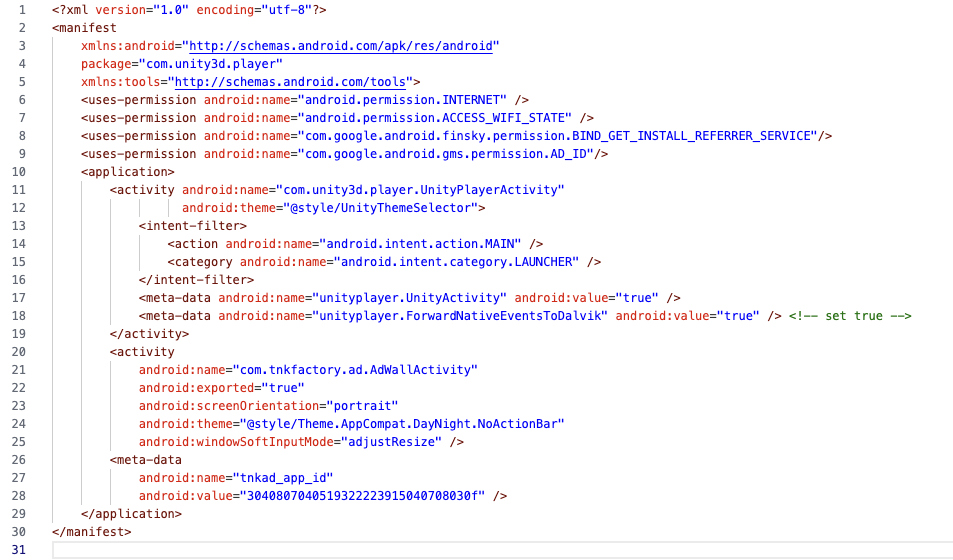 1 <?xml version="1.0" encoding="utf-8"?>
2 <manifest
3 xmlns:android="http://schemas.android.com/apk/res/android"
4 package="com.unity3d.player"
5 xmlns:tools="http://schemas.android.com/tools">
6 <uses-permission android:name="android.permission.INTERNET" />
7 <uses-permission android:name="android.permission.ACCESS_WIFI_STATE" />
8 <uses-permission android:name="com.google.android.finsky.permission.BIND_GET_INSTALL_REFERRER_SERVICE"/>
9 <uses-permission android:name="com.google.android.gms.permission.AD_ID"/>
10 <application>
11 <activity android:name="com.unity3d.player.UnityPlayerActivity"
12 android:theme="@style/UnityThemeSelector">
13 <intent-filter>
14 <action android:name="android.intent.action.MAIN" />
15 <category android:name="android.intent.category.LAUNCHER" />
16 </intent-filter>
17 <meta-data android:name="unityplayer.UnityActivity" android:value="true" />
18 <meta-data android:name="unityplayer.ForwardNativeEventsToDalvik" android:value="true" /> <!-- set true -->
19 </activity>
20 <activity
21 android:name="com.tnkfactory.ad.AdWallActivity"
22 android:exported="true"
23 android:screenOrientation="portrait"
24 android:theme="@style/Theme.AppCompat.DayNight.NoActionBar"
25 android:windowSoftInputMode="adjustResize" />
26 <meta-data
27 android:name="tnkad_app_id"
28 android:value="30408070405193222239150407080​30f" />
29 </application>
30 </manifest>
31